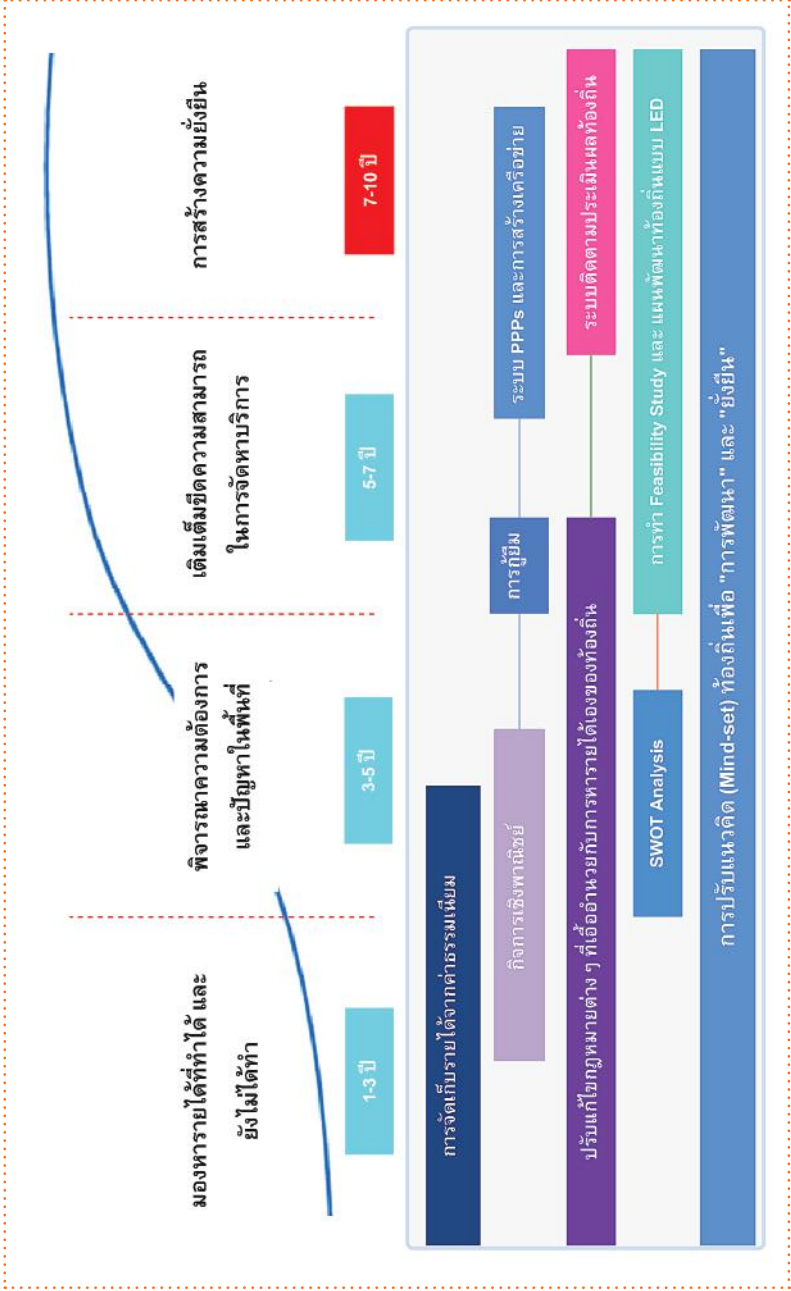 มองหารายได้ที่ทำได้ และ
ยังไม่ได้ทำ
พิจารณาความต้องการ
และปัญหาในพื้นที่
เติมเต็มขีดความสามารถ
ในการจัดหาบริการ
การสร้างความยั่งยืน
1-3 ปี
3-5 ปี
5-7 ปี
7-10 ปี
การจัดเก็บรายได้จากค่าธรรมเนียม
กิจการเชิงพาณิชย์
การกู้ยืม
ระบบ PPPs และการสร้างเครือข่าย
ปรับแก้ไขกฎหมายต่าง ๆ ที่เอื้ออำนวยกับการหารายได้เองของท้องถิ่น
ระบบติดตามประเมินผลท้องถิ่น
SWOT Analysis
การทำ Feasibility Study และ แผนพัฒนาท้องถิ่นแบบ LED
การปรับแนวคิด (Mind-set) ท้องถิ่นเพื่อ "การพัฒนา" และ "ยั่งยืน"